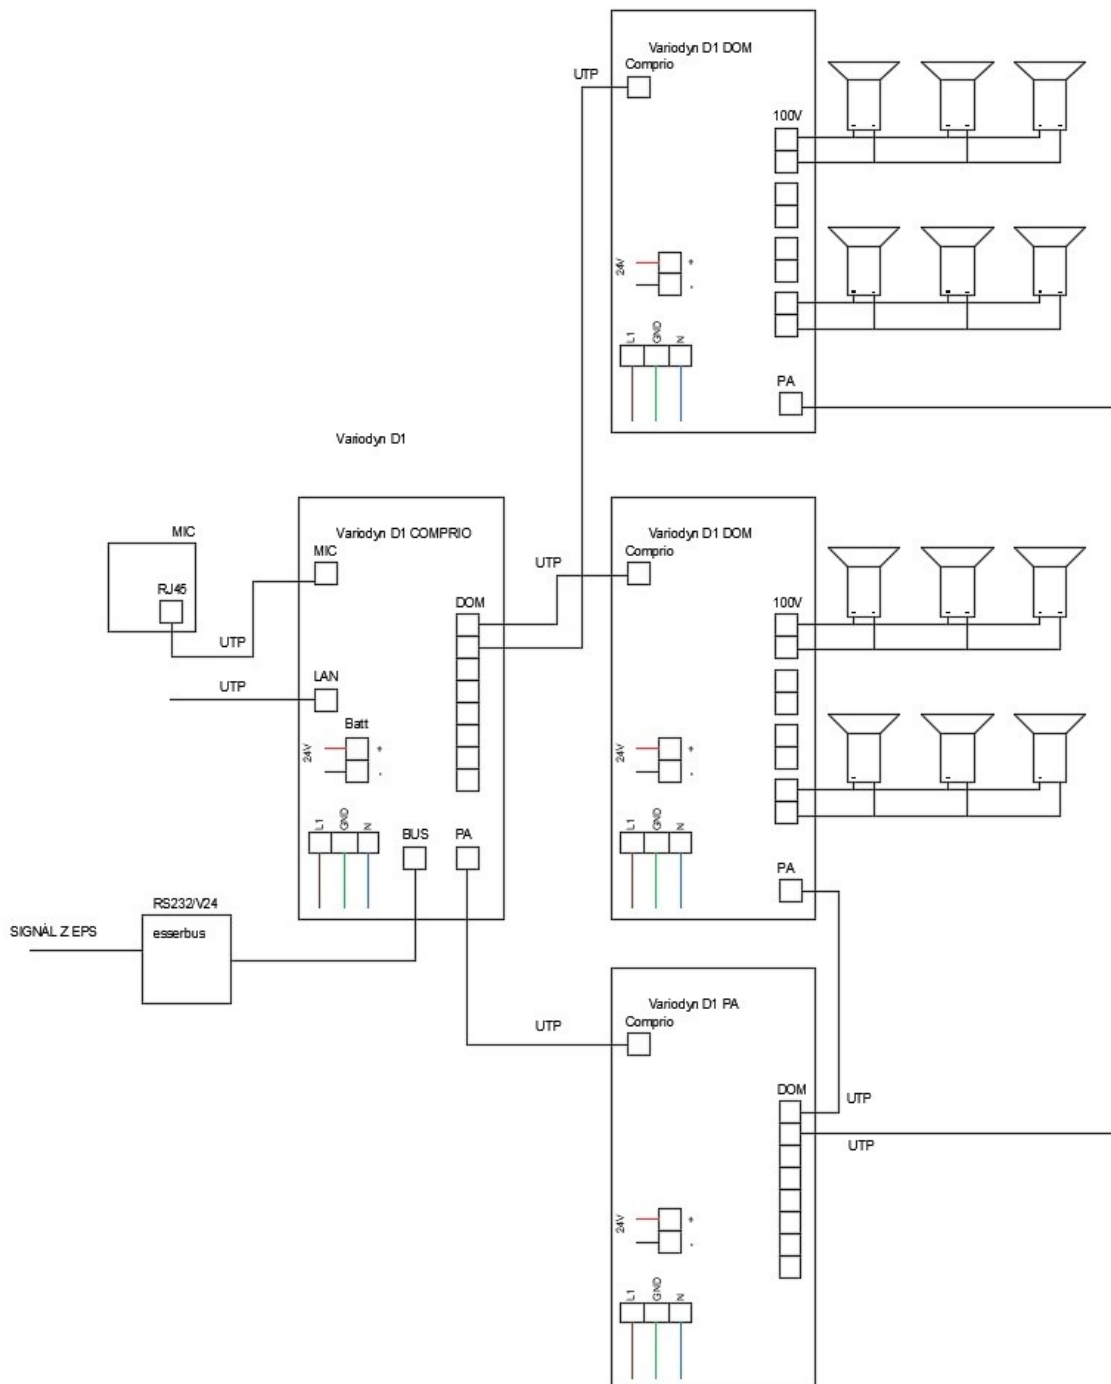 Variodyn D1 DOM
Comprio
UTP
100V
24V
+
-
L1
GND
N
PA
Variodyn D1
Variodyn D1 COMPRIO
MIC
MIC
RJ45
UTP
LAN
UTP
DOM
Batt
24V
+
-
L1
GND
N
BUS
PA
RS232/V24
esserbus
SIGNÁL Z EPS
UTP
Variodyn D1 DOM
Comprio
100V
24V
+
-
L1
GND
N
PA
UTP
Variodyn D1 PA
Comprio
DOM
UTP
UTP
24V
+
-
L1
GND
N